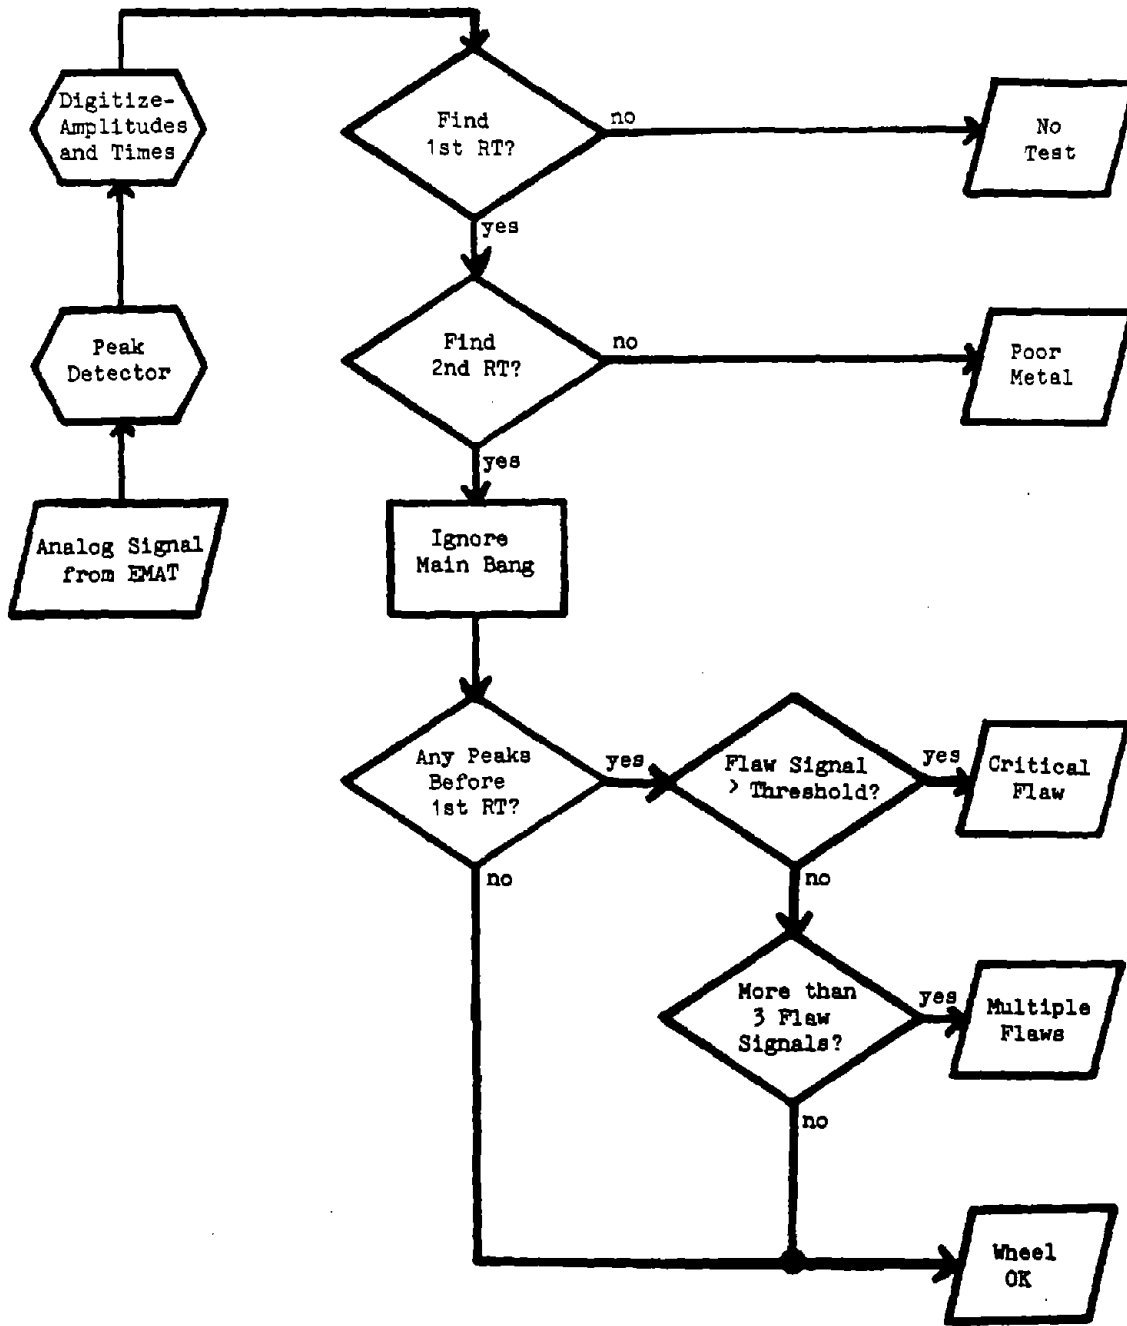 Digitize-
Amplitudes
and Times
Peak
Detector
Analog Signal
from EMAT
Find
1st RT?
no
No
Test
yes
Find
2nd RT?
no
Poor
Metal
yes
Ignore
Main Bang
Any Peaks
Before
1st RT?
yes
Flaw Signal
> Threshold?
yes
Critical
Flaw
no
no
More than
3 Flaw
Signals?
yes
Multiple
Flaws
no
Wheel
OK